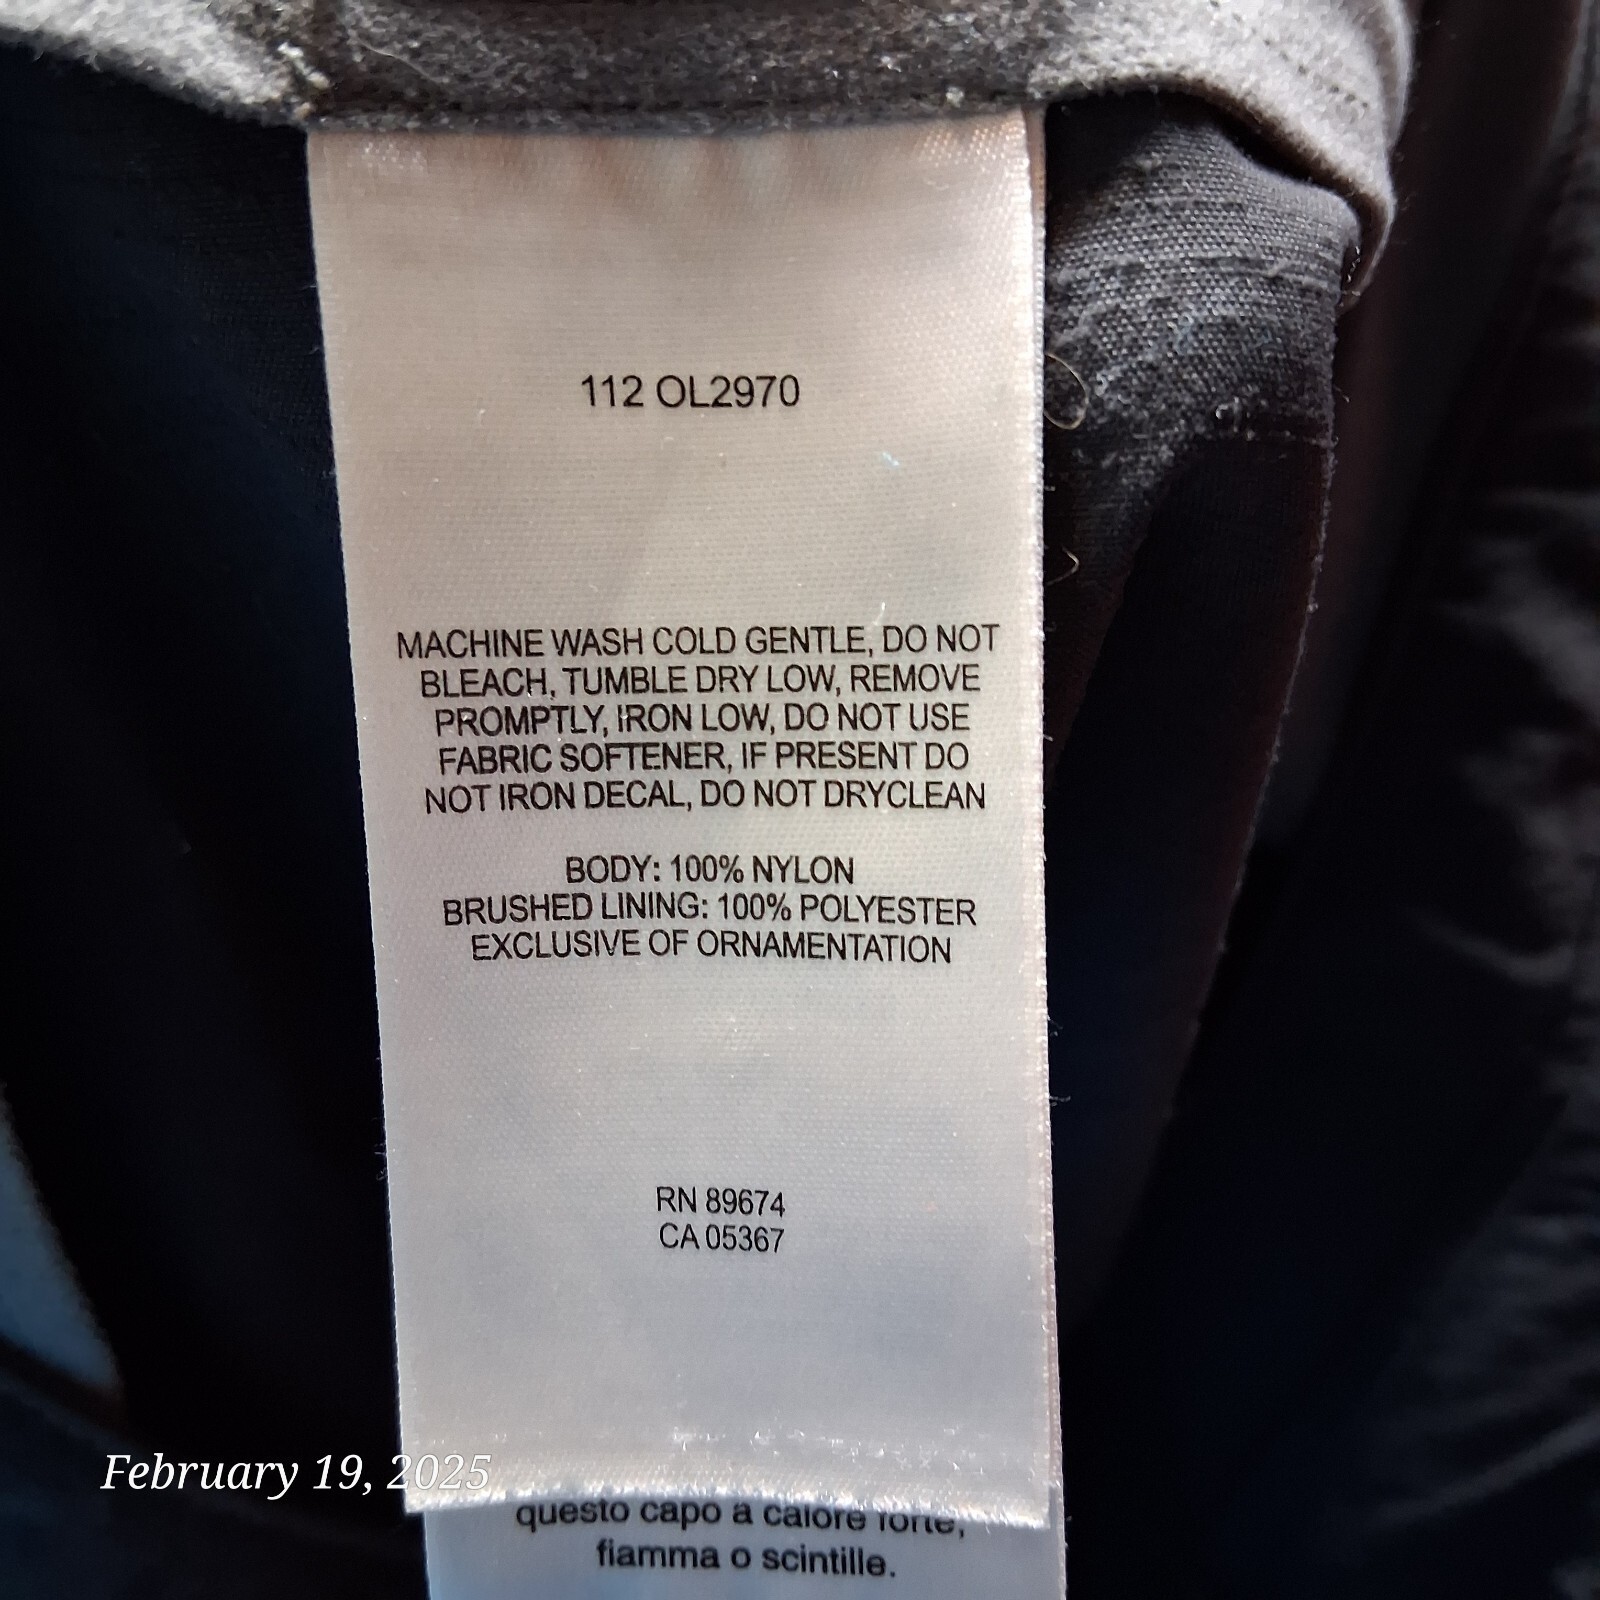 112 OL2970
MACHINE WASH COLD GENTLE, DO NOT
BLEACH, TUMBLE DRY LOW, REMOVE
PROMPTLY, IRON LOW, DO NOT USE
FABRIC SOFTENER, IF PRESENT DO
NOT IRON DECAL, DO NOT DRYCLEAN
BODY: 100% NYLON
BRUSHED LINING: 100% POLYESTER
EXCLUSIVE OF ORNAMENTATION
RN 89674
CA 05367
February 19, 2025
questo capo a calore forte,
fiamma o scintille.